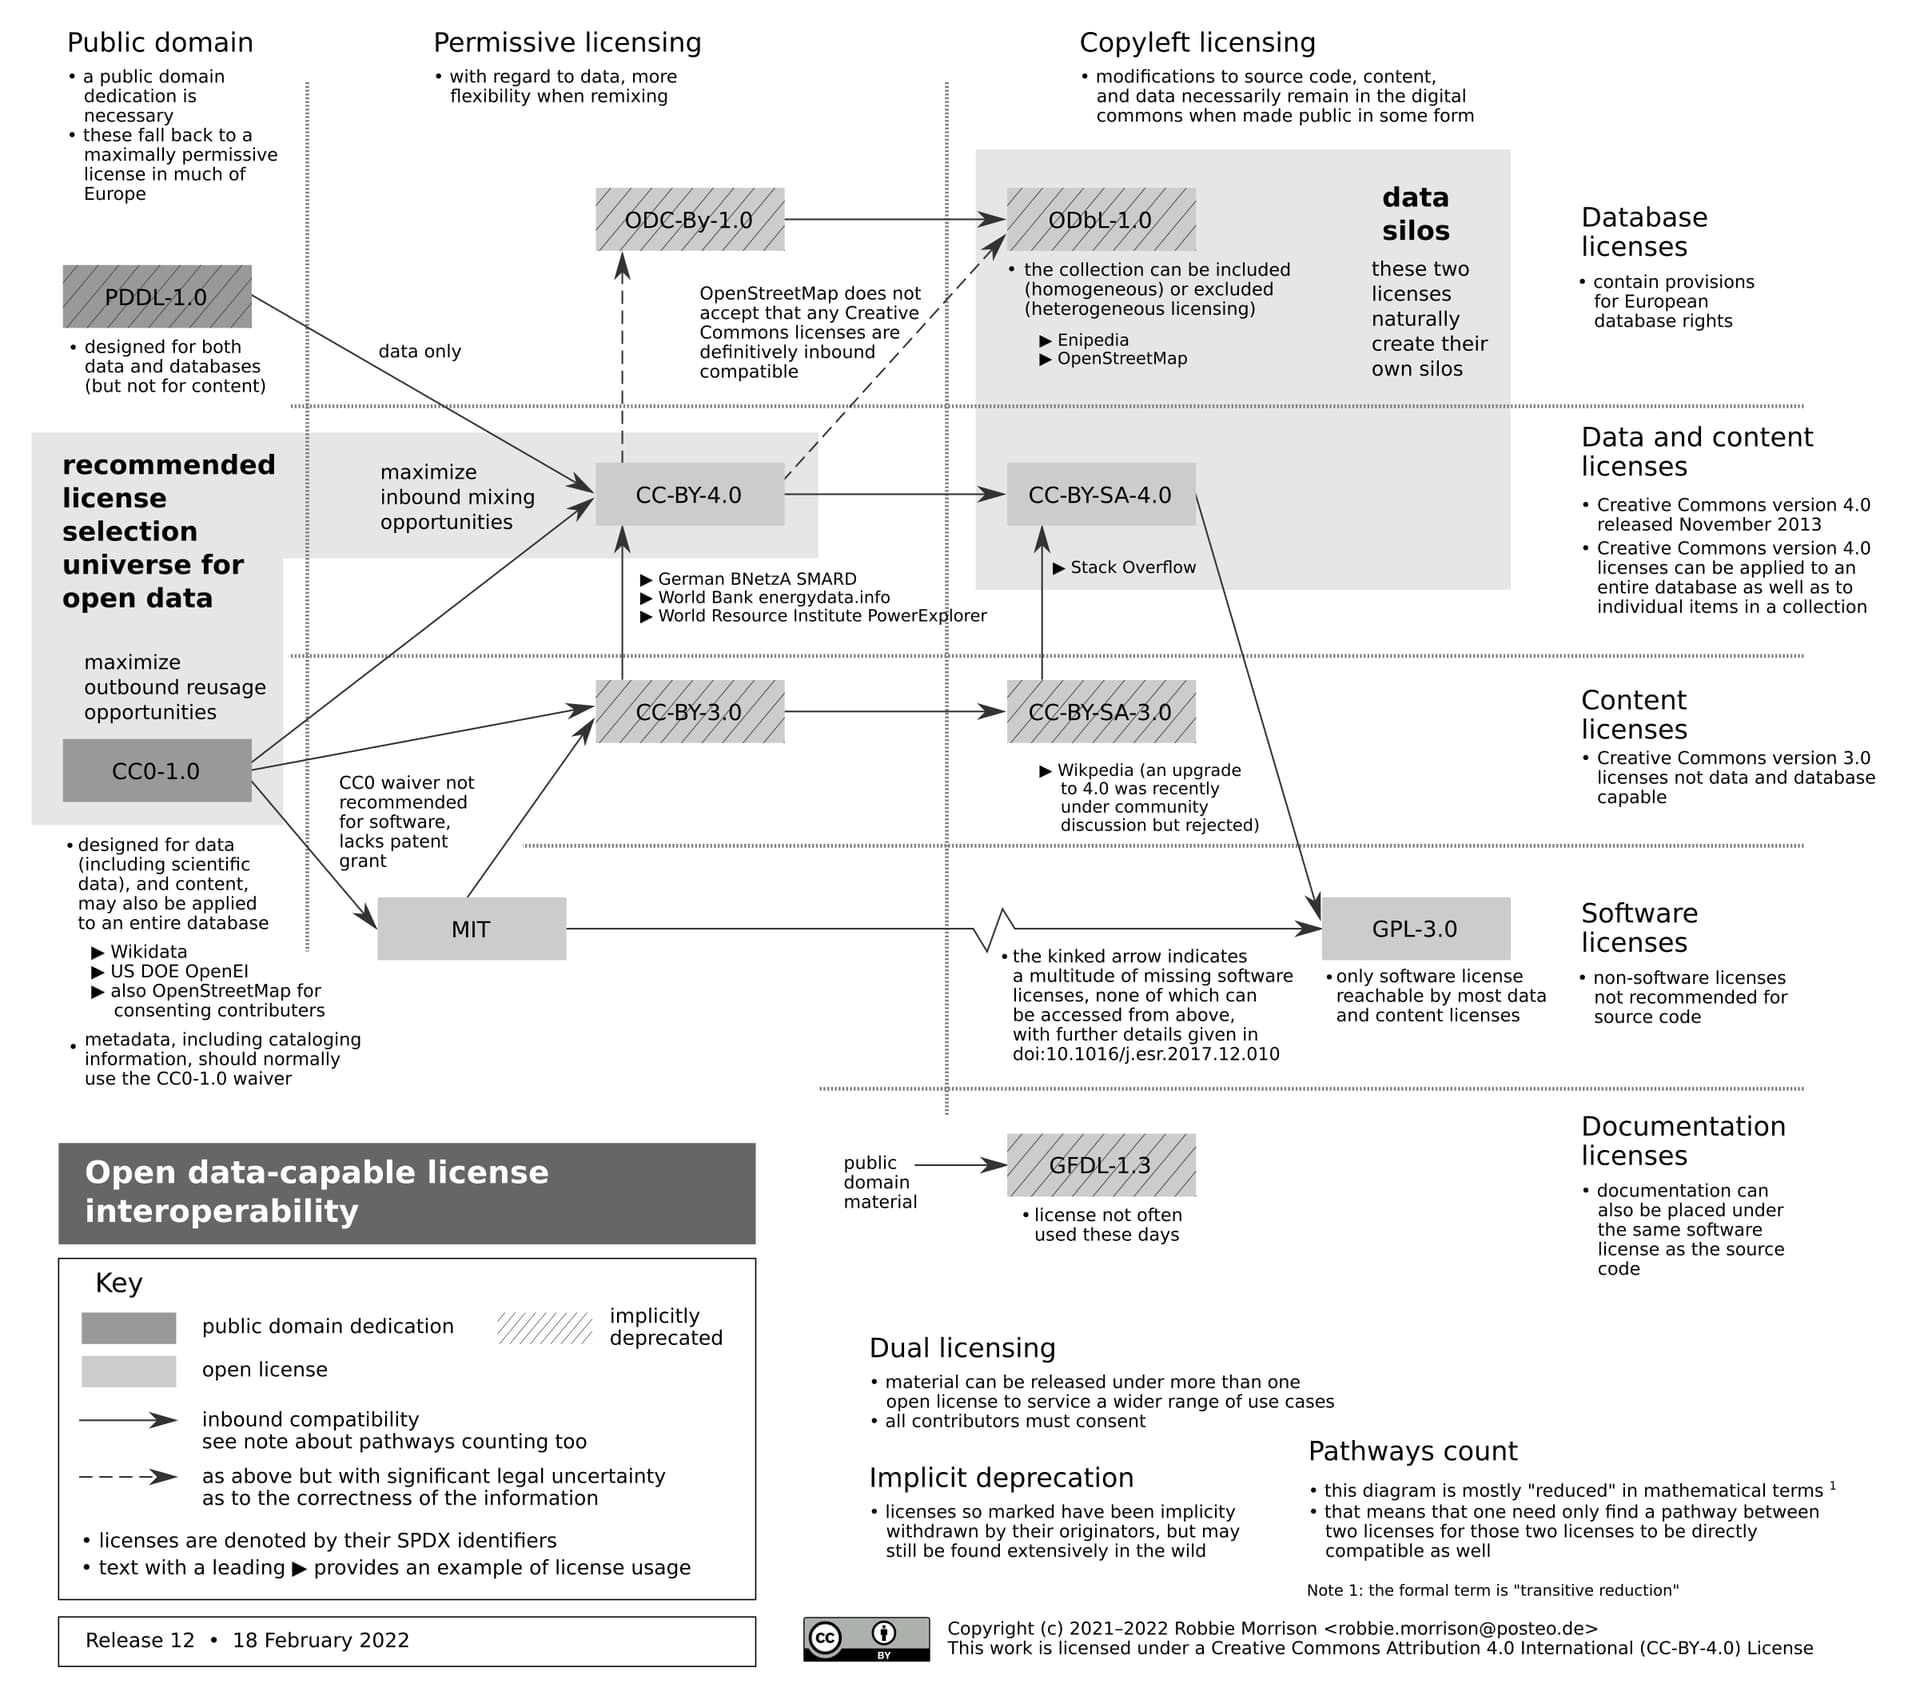 Public domain
• a public domain
dedication is
necessary
• these fall back to a
maximally permissive
license in much of
Europe
Permissive licensing
• with regard to data, more
flexibility when remixing
Copyleft licensing
• modifications to source code, content,
and data necessarily remain in the digital
commons when made public in some form
ODC-By-1.0
ODbL-1.0
data
silos
these two
licenses
naturally
create their
own silos
• the collection can be included
(homogeneous) or excluded
(heterogeneous licensing)
▶ Enipedia
▶ OpenStreetMap
Database
licenses
• contain provisions
for European
database rights
PDDL-1.0
• designed for both
data and databases
(but not for content)
data only
OpenStreetMap does not
accept that any Creative
Commons licenses are
definitively inbound
compatible
recommended
license
selection
universe for
open data
maximize
inbound mixing
opportunities
CC-BY-4.0
CC-BY-SA-4.0
▶ German BNetzA SMARD
▶ World Bank energydata.info
▶ World Resource Institute PowerExplorer
▶ Stack Overflow
Data and content
licenses
• Creative Commons version 4.0
released November 2013
• Creative Commons version 4.0
licenses can be applied to an
entire database as well as to
individual items in a collection
maximize
outbound reusage
opportunities
CC0-1.0
CC-BY-3.0
CC-BY-SA-3.0
▶ Wikpedia (an upgrade
to 4.0 was recently
under community
discussion but rejected)
Content
licenses
• Creative Commons version 3.0
licenses not data and database
capable
CC0 waiver not
recommended
for software,
lacks patent
grant
• designed for data
(including scientific
data), and content,
may also be applied
to an entire database
▶ Wikidata
▶ US DOE OpenEI
▶ also OpenStreetMap for
consenting contributers
• metadata, including cataloging
information, should normally
use the CC0-1.0 waiver
MIT
• the kinked arrow indicates
a multitude of missing software
licenses, none of which can
be accessed from above,
with further details given in
doi:10.1016/j.esr.2017.12.010
GPL-3.0
• only software license
reachable by most data
and content licenses
Software
licenses
• non-software licenses
not recommended for
source code
public
domain
material
GFDL-1.3
• license not often
used these days
Documentation
licenses
• documentation can
also be placed under
the same software
license as the source
code
Open data-capable license
interoperability
Key
public domain dedication
implicitly
deprecated
open license
inbound compatibility
see note about pathways counting too
as above but with significant legal uncertainty
as to the correctness of the information
• licenses are denoted by their SPDX identifiers
• text with a leading ▶ provides an example of license usage
Release 12 • 18 February 2022
Dual licensing
• material can be released under more than one
open license to service a wider range of use cases
• all contributors must consent
Implicit deprecation
• licenses so marked have been implicity
withdrawn by their originators, but may
still be found extensively in the wild
Pathways count
• this diagram is mostly "reduced" in mathematical terms 1
• that means that one need only find a pathway between
two licenses for those two licenses to be directly
compatible as well
Note 1: the formal term is "transitive reduction"
cc
BY
Copyright (c) 2021–2022 Robbie Morrison <robbie.morrison@posteo.de>
This work is licensed under a Creative Commons Attribution 4.0 International (CC-BY-4.0) License